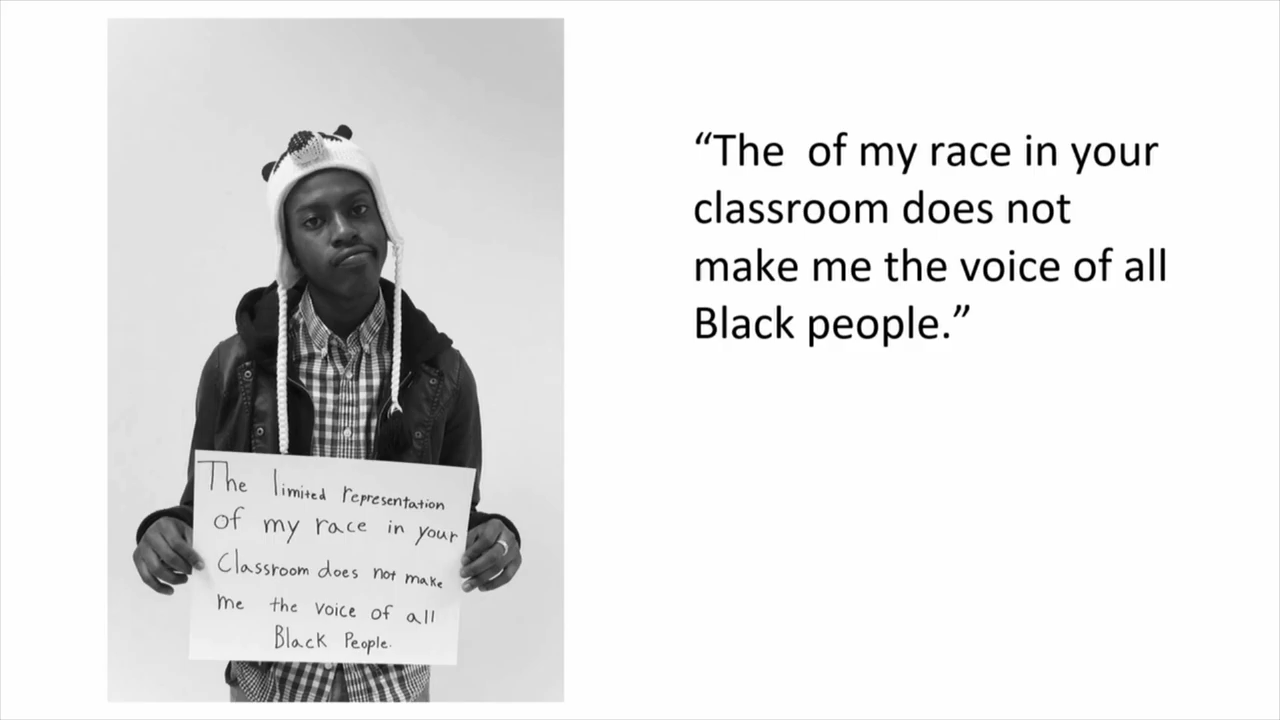 The limited representation
of my race in your
Classroom does not make
me the voice of all
Black People.
“The  of my race in your
classroom does not
make me the voice of all
Black people.”